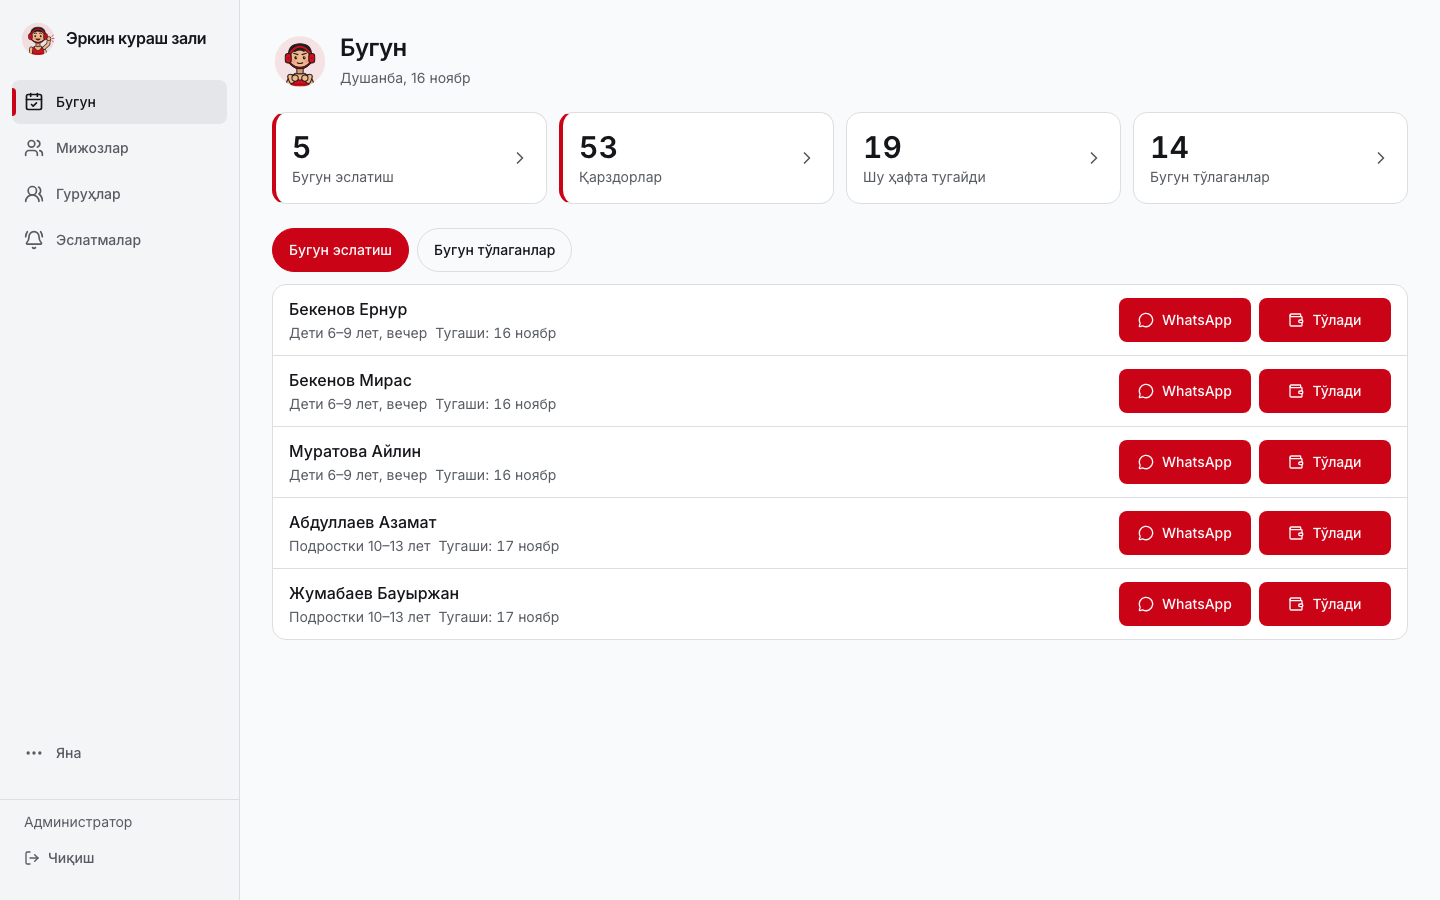 Эркин кураш зали
Бугун
Мижозлар
Гуруҳлар
Эслатмалар
Яна
Администратор
Чиқиш
Бугун
Душанба, 16 ноябр
5
Бугун эслатиш
53
Қарздорлар
19
Шу ҳафта тугайди
14
Бугун тўлаганлар
Бугун эслатиш
Бугун тўлаганлар
Бекенов Ернур
Дети 6–9 лет, вечер Тугаши: 16 ноябр
WhatsApp
Тўлади
Бекенов Мирас
Дети 6–9 лет, вечер Тугаши: 16 ноябр
WhatsApp
Тўлади
Муратова Айлин
Дети 6–9 лет, вечер Тугаши: 16 ноябр
WhatsApp
Тўлади
Абдуллаев Азамат
Подростки 10–13 лет Тугаши: 17 ноябр
WhatsApp
Тўлади
Жумабаев Бауыржан
Подростки 10–13 лет Тугаши: 17 ноябр
WhatsApp
Тўлади